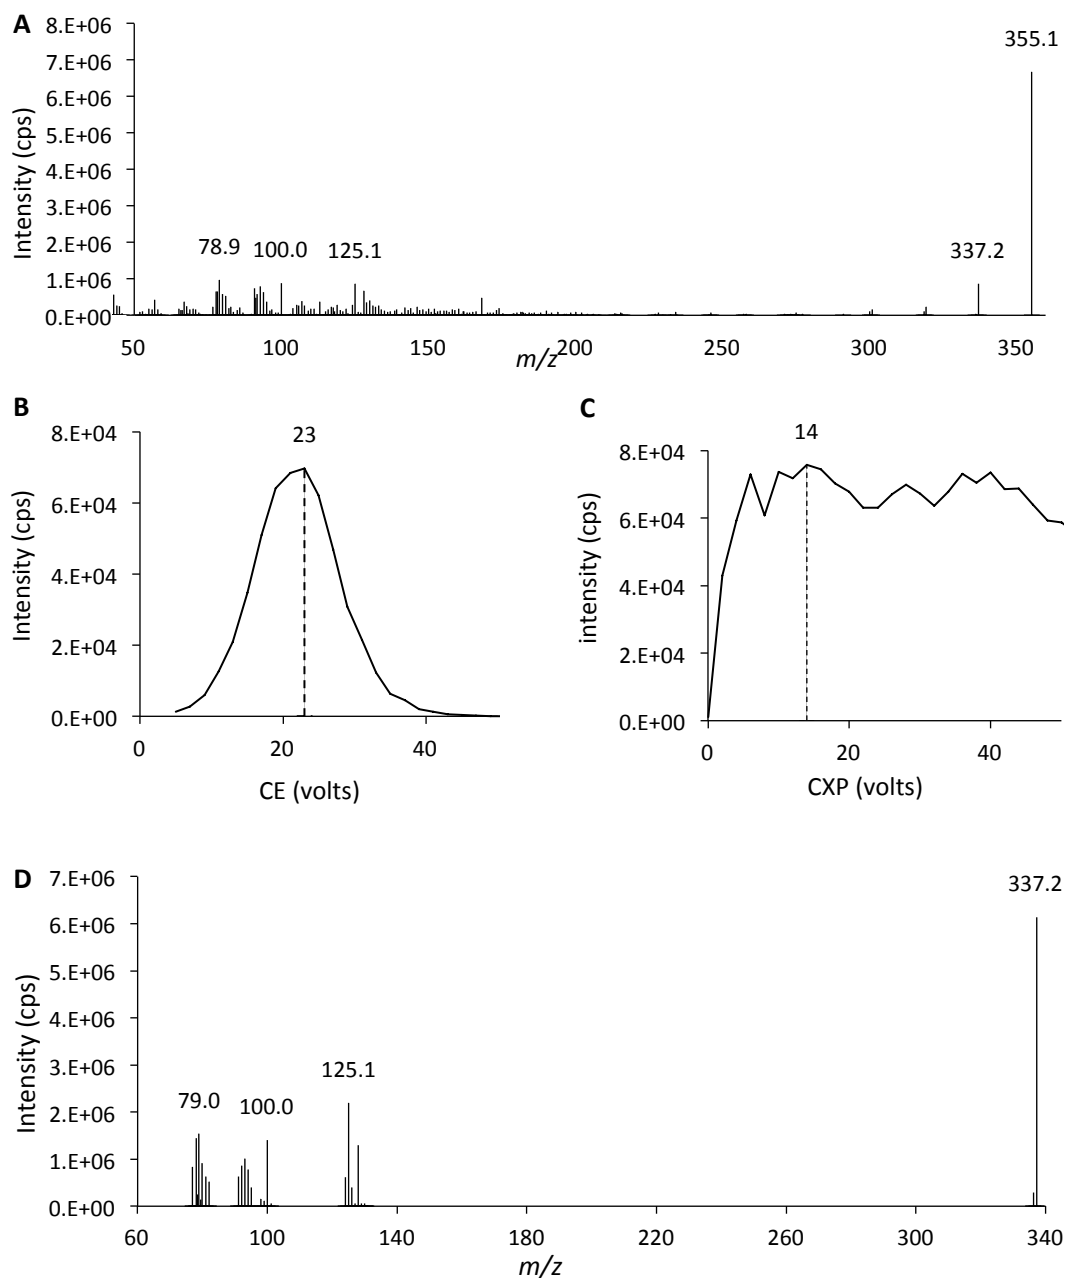 A
8.E+06
7.E+06
6.E+06
5.E+06
4.E+06
3.E+06
2.E+06
1.E+06
0.E+00
Intensity (cps)
355.1
337.2
78.9
100.0
125.1
50
100
150
200
250
300
350
m/z
B
8.E+04
6.E+04
4.E+04
2.E+04
0.E+00
Intensity (cps)
23
0
20
40
CE (volts)
C
8.E+04
6.E+04
4.E+04
2.E+04
0.E+00
intensity (cps)
14
0
20
40
CXP (volts)
D
7.E+06
6.E+06
5.E+06
4.E+06
3.E+06
2.E+06
1.E+06
0.E+00
Intensity (cps)
337.2
125.1
79.0
100.0
60
100
140
180
220
260
300
340
m/z